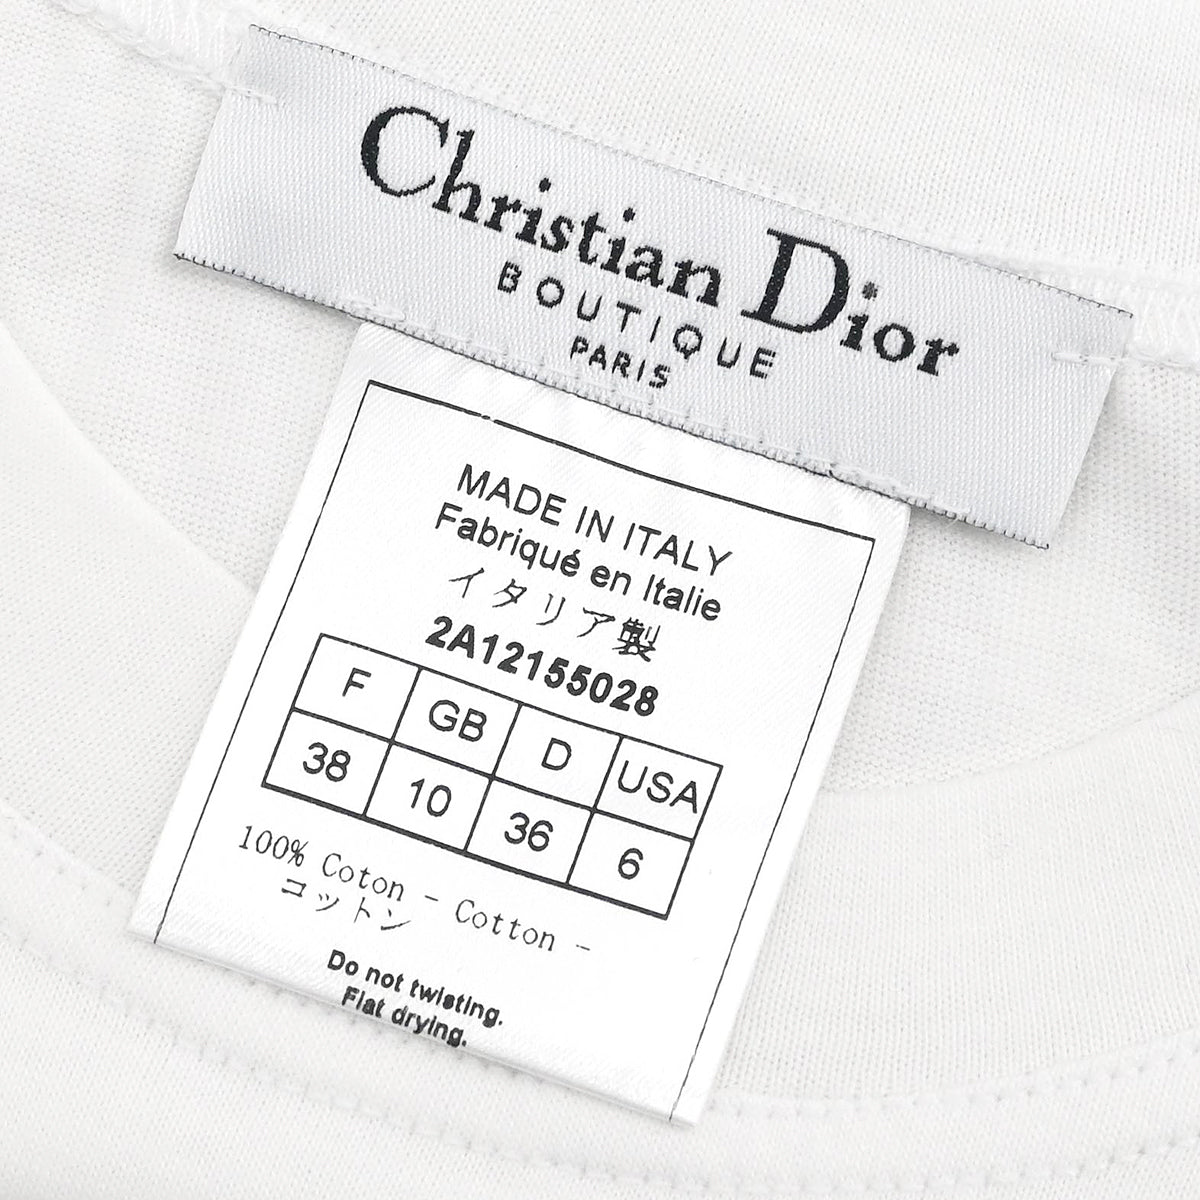 Christian Dior
BOUTIQUE
PARIS
MADE IN ITALY
Fabriqué en Italie
イタリア製
2A12155028
F GB D USA
38 10 36 6
100% Coton - Cotton -
コットン
Do not twisting.
Flat drying.